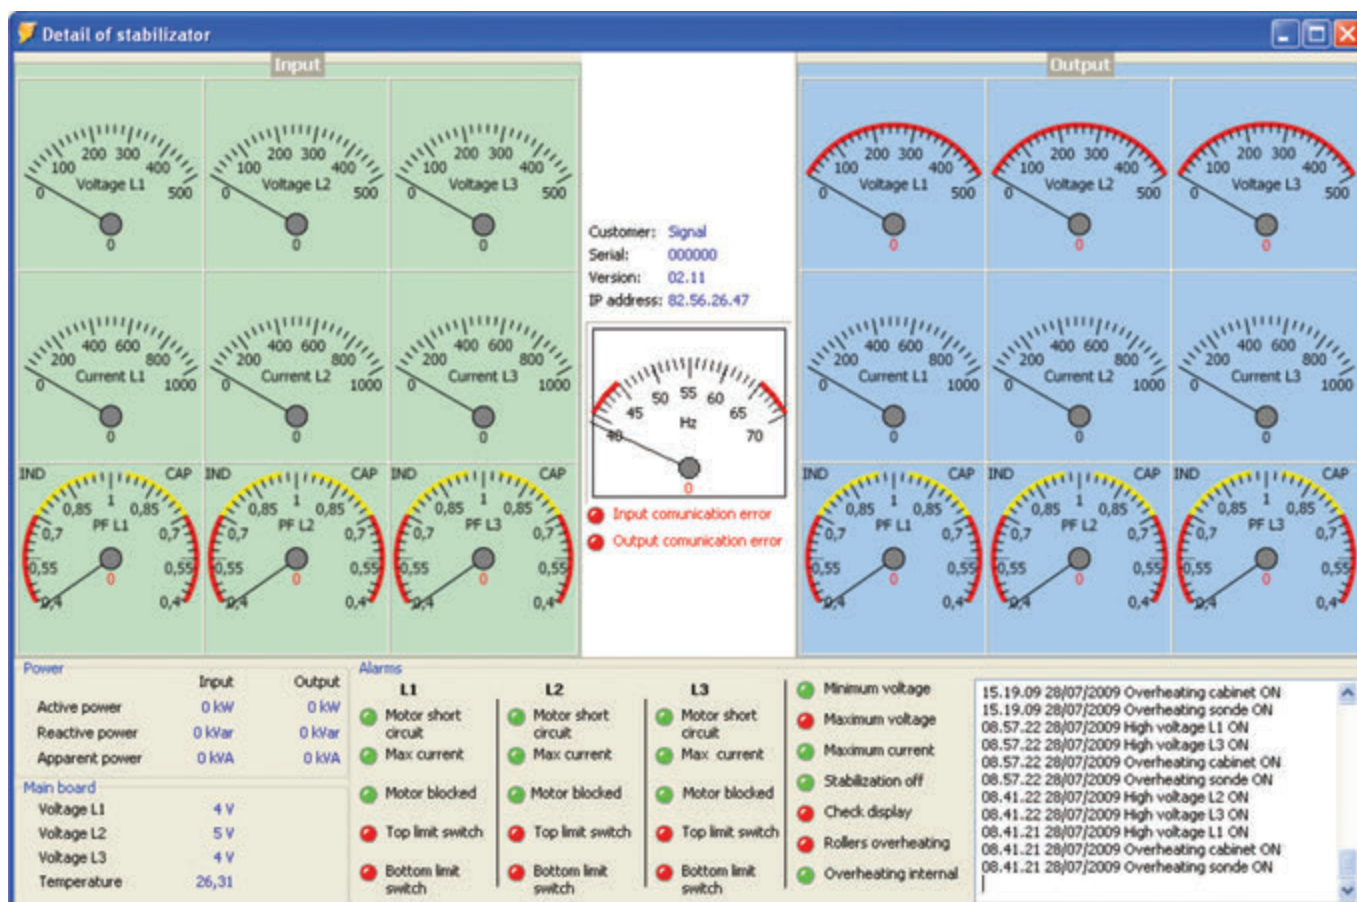 Detail of stabilizator
Input
0 100 200 300 400 500
Voltage L1
0
0 100 200 300 400 500
Voltage L2
0
0 100 200 300 400 500
Voltage L3
0
0 200 400 600 800 1000
Current L1
0
0 200 400 600 800 1000
Current L2
0
0 200 400 600 800 1000
Current L3
0
IND CAP
0,4 0,55 0,7 0,85 1 0,85 0,7 0,55 0,4
PF L1
0
IND CAP
0,4 0,55 0,7 0,85 1 0,85 0,7 0,55 0,4
PF L2
0
IND CAP
0,4 0,55 0,7 0,85 1 0,85 0,7 0,55 0,4
PF L3
0
Customer: Signal
Serial: 000000
Version: 02.11
IP address: 82.56.26.47
40 45 50 55 60 65 70
Hz
0
Input comunication error
Output comunication error
Output
0 100 200 300 400 500
Voltage L1
0
0 100 200 300 400 500
Voltage L2
0
0 100 200 300 400 500
Voltage L3
0
0 200 400 600 800 1000
Current L1
0
0 200 400 600 800 1000
Current L2
0
0 200 400 600 800 1000
Current L3
0
IND CAP
0,4 0,55 0,7 0,85 1 0,85 0,7 0,55 0,4
PF L1
0
IND CAP
0,4 0,55 0,7 0,85 1 0,85 0,7 0,55 0,4
PF L2
0
IND CAP
0,4 0,55 0,7 0,85 1 0,85 0,7 0,55 0,4
PF L3
0
Power
Input Output
Active power 0 kW 0 kW
Reactive power 0 kVar 0 kVar
Apparent power 0 kVA 0 kVA
Main board
Voltage L1 4 V
Voltage L2 5 V
Voltage L3 4 V
Temperature 26,31
Alarms
L1
Motor short
circuit
Max current
Motor blocked
Top limit switch
Bottom limit
switch
L2
Motor short
circuit
Max current
Motor blocked
Top limit switch
Bottom limit
switch
L3
Motor short
circuit
Max current
Motor blocked
Top limit switch
Bottom limit
switch
Minimum voltage
Maximum voltage
Maximum current
Stabilization off
Check display
Rollers overheating
Overheating internal
15.19.09 28/07/2009 Overheating cabinet ON
15.19.09 28/07/2009 Overheating sonde ON
08.57.22 28/07/2009 High voltage L1 ON
08.57.22 28/07/2009 High voltage L3 ON
08.57.22 28/07/2009 Overheating cabinet ON
08.57.22 28/07/2009 Overheating sonde ON
08.41.22 28/07/2009 High voltage L2 ON
08.41.22 28/07/2009 High voltage L3 ON
08.41.21 28/07/2009 High voltage L1 ON
08.41.21 28/07/2009 Overheating cabinet ON
08.41.21 28/07/2009 Overheating sonde ON